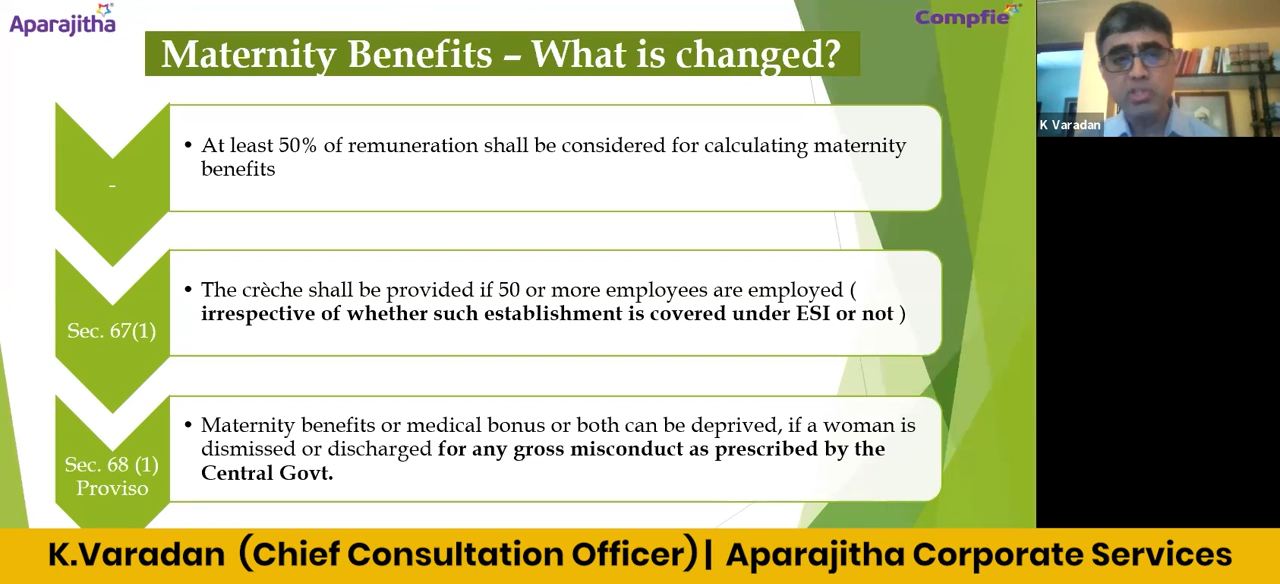 Aparajitha
Compfie
Maternity Benefits – What is changed?
-
• At least 50% of remuneration shall be considered for calculating maternity
benefits
Sec. 67(1)
• The crèche shall be provided if 50 or more employees are employed (
irrespective of whether such establishment is covered under ESI or not )
Sec. 68 (1)
Proviso
• Maternity benefits or medical bonus or both can be deprived, if a woman is
dismissed or discharged for any gross misconduct as prescribed by the
Central Govt.
K Varadan
K.Varadan (Chief Consultation Officer) | Aparajitha Corporate Services